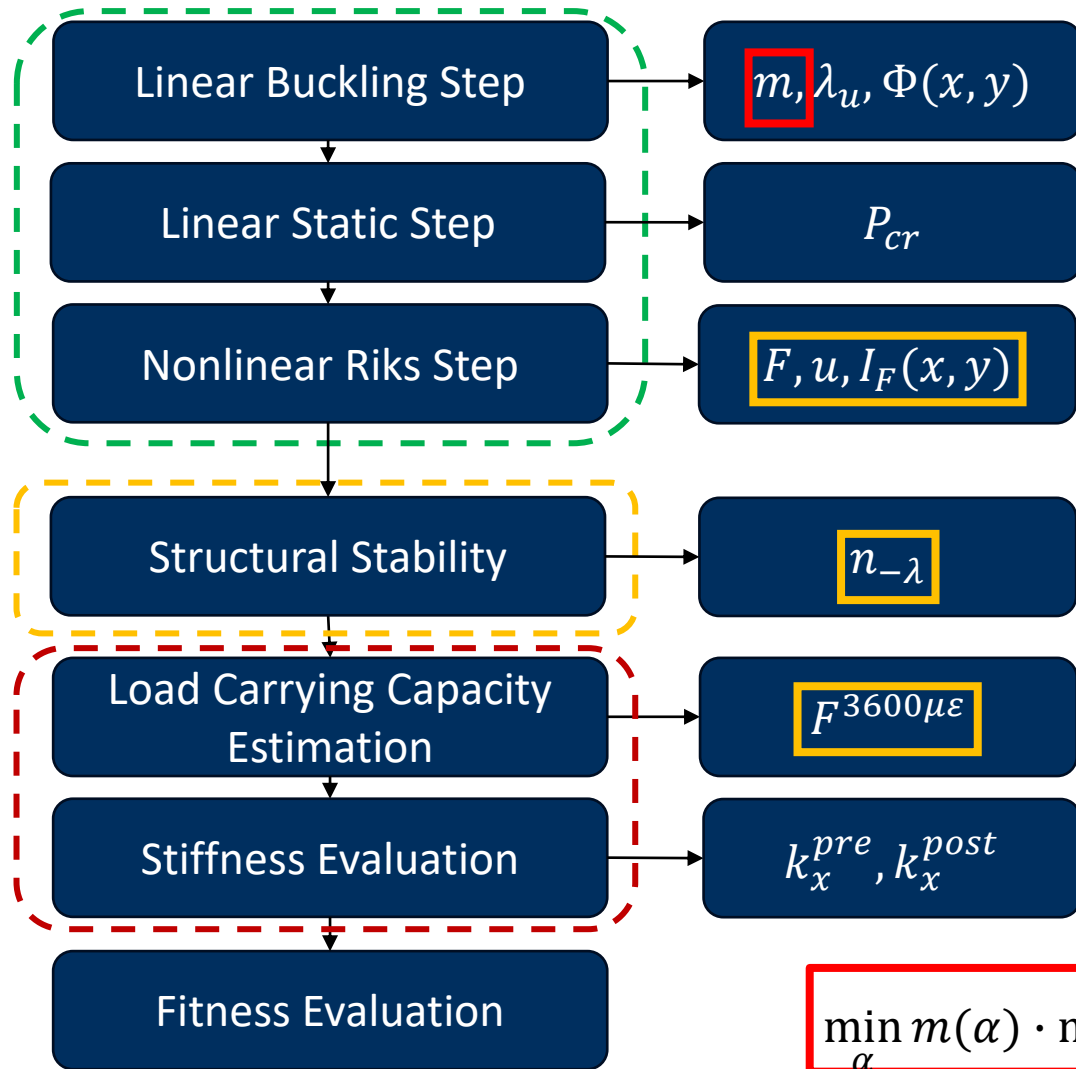 Linear Buckling Step
m, λ_u, Φ(x, y)
Linear Static Step
P_cr
Nonlinear Riks Step
F, u, I_F(x, y)
Structural Stability
n_{−λ}
Load Carrying Capacity
Estimation
F^{3600με}
Stiffness Evaluation
k_x^{pre}, k_x^{post}
Fitness Evaluation
min_α m(α) ·